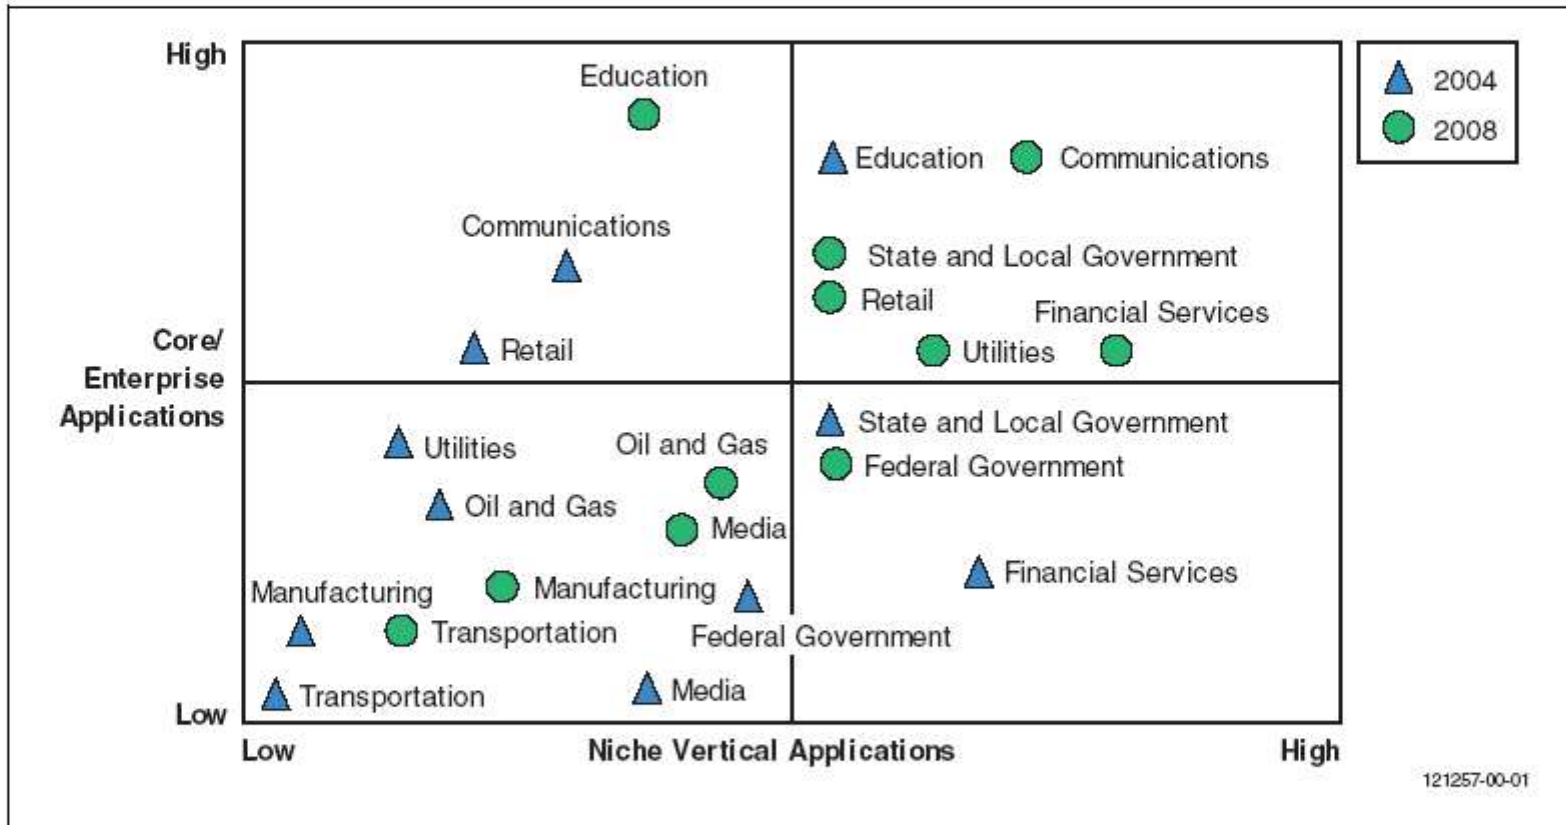 High
Education
2004
2008
Education
Communications
Communications
State and Local Government
Retail
Financial Services
Core/
Enterprise
Applications
Retail
Utilities
State and Local Government
Utilities
Oil and Gas
Federal Government
Oil and Gas
Media
Financial Services
Manufacturing
Manufacturing
Transportation
Federal Government
Transportation
Media
Low
Low
Niche Vertical Applications
High
121257-00-01